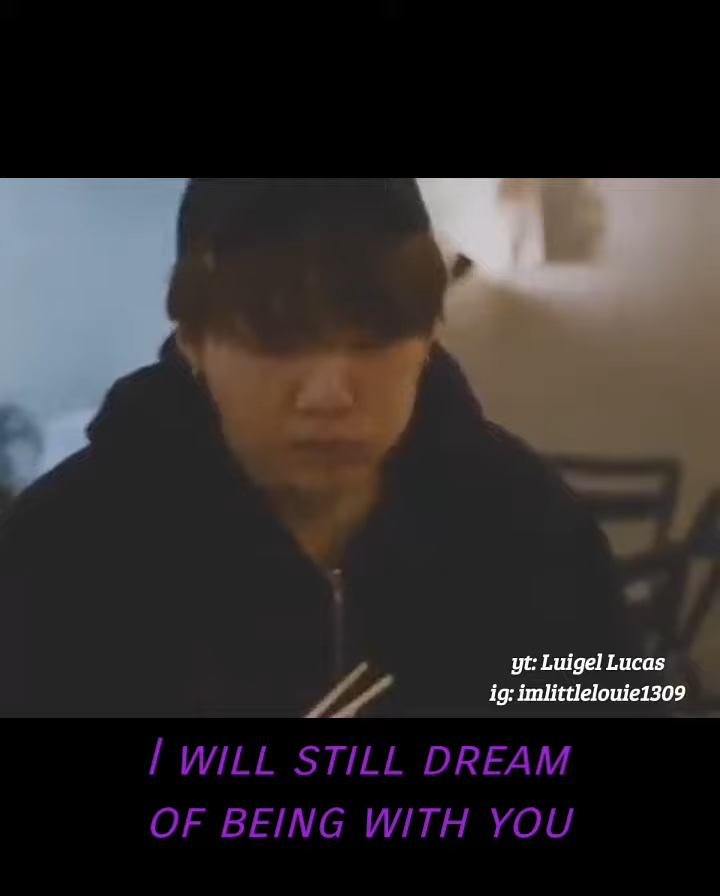 yt: Luigel Lucas
ig: imlittlelouie1309
I WILL STILL DREAM
OF BEING WITH YOU